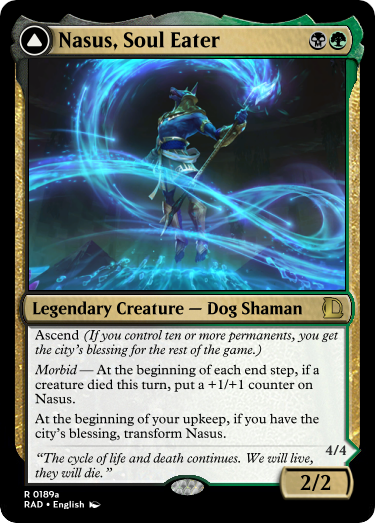 Nasus, Soul Eater
Legendary Creature — Dog Shaman
Ascend (If you control ten or more permanents, you get
the city’s blessing for the rest of the game.)
Morbid — At the beginning of each end step, if a
creature died this turn, put a +1/+1 counter on
Nasus.
At the beginning of your upkeep, if you have the
city’s blessing, transform Nasus.
“The cycle of life and death continues. We will live,
they will die.”
4/4
2/2
R 0189a
RAD • English